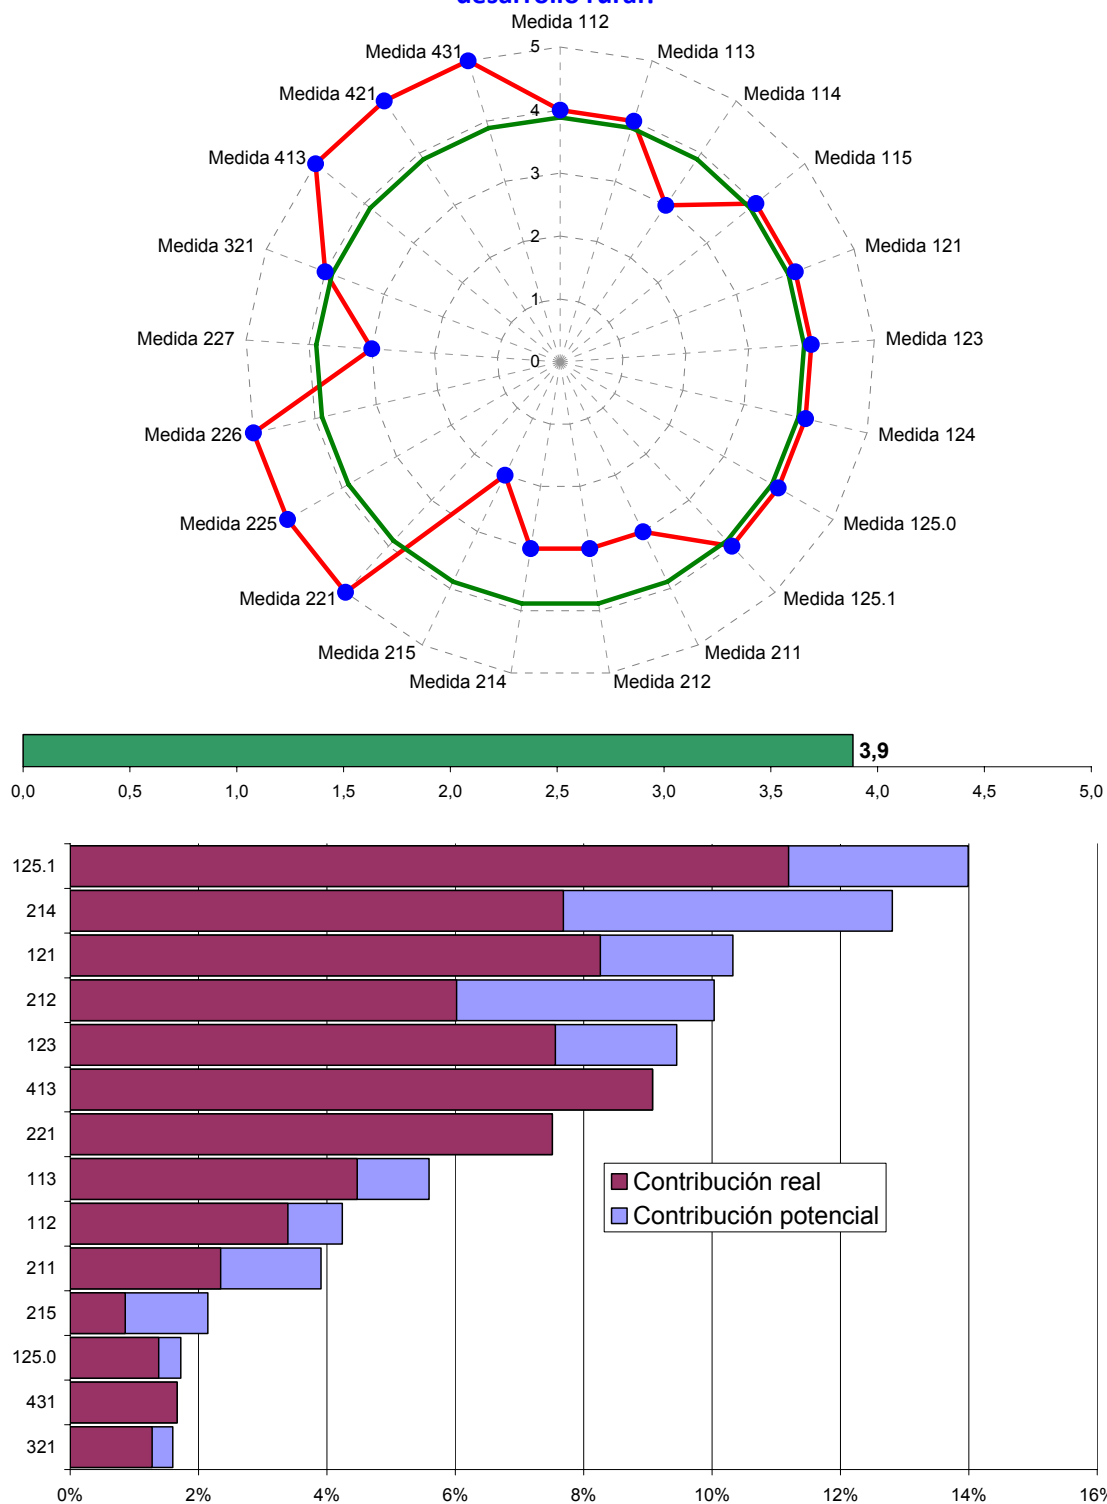 desarrollo rural?
Medida 112
Medida 431
5
Medida 113
Medida 421
4
Medida 114
Medida 413
3
Medida 115
2
Medida 321
Medida 121
1
Medida 227
Medida 123
0
Medida 226
Medida 124
Medida 225
Medida 125.0
Medida 221
Medida 125.1
Medida 215
Medida 211
Medida 214
Medida 212
3,9
0,0 0,5 1,0 1,5 2,0 2,5 3,0 3,5 4,0 4,5 5,0
125.1
214
121
212
123
413
221
113
Contribución real
112
Contribución potencial
211
215
125.0
431
321
0% 2% 4% 6% 8% 10% 12% 14% 16%